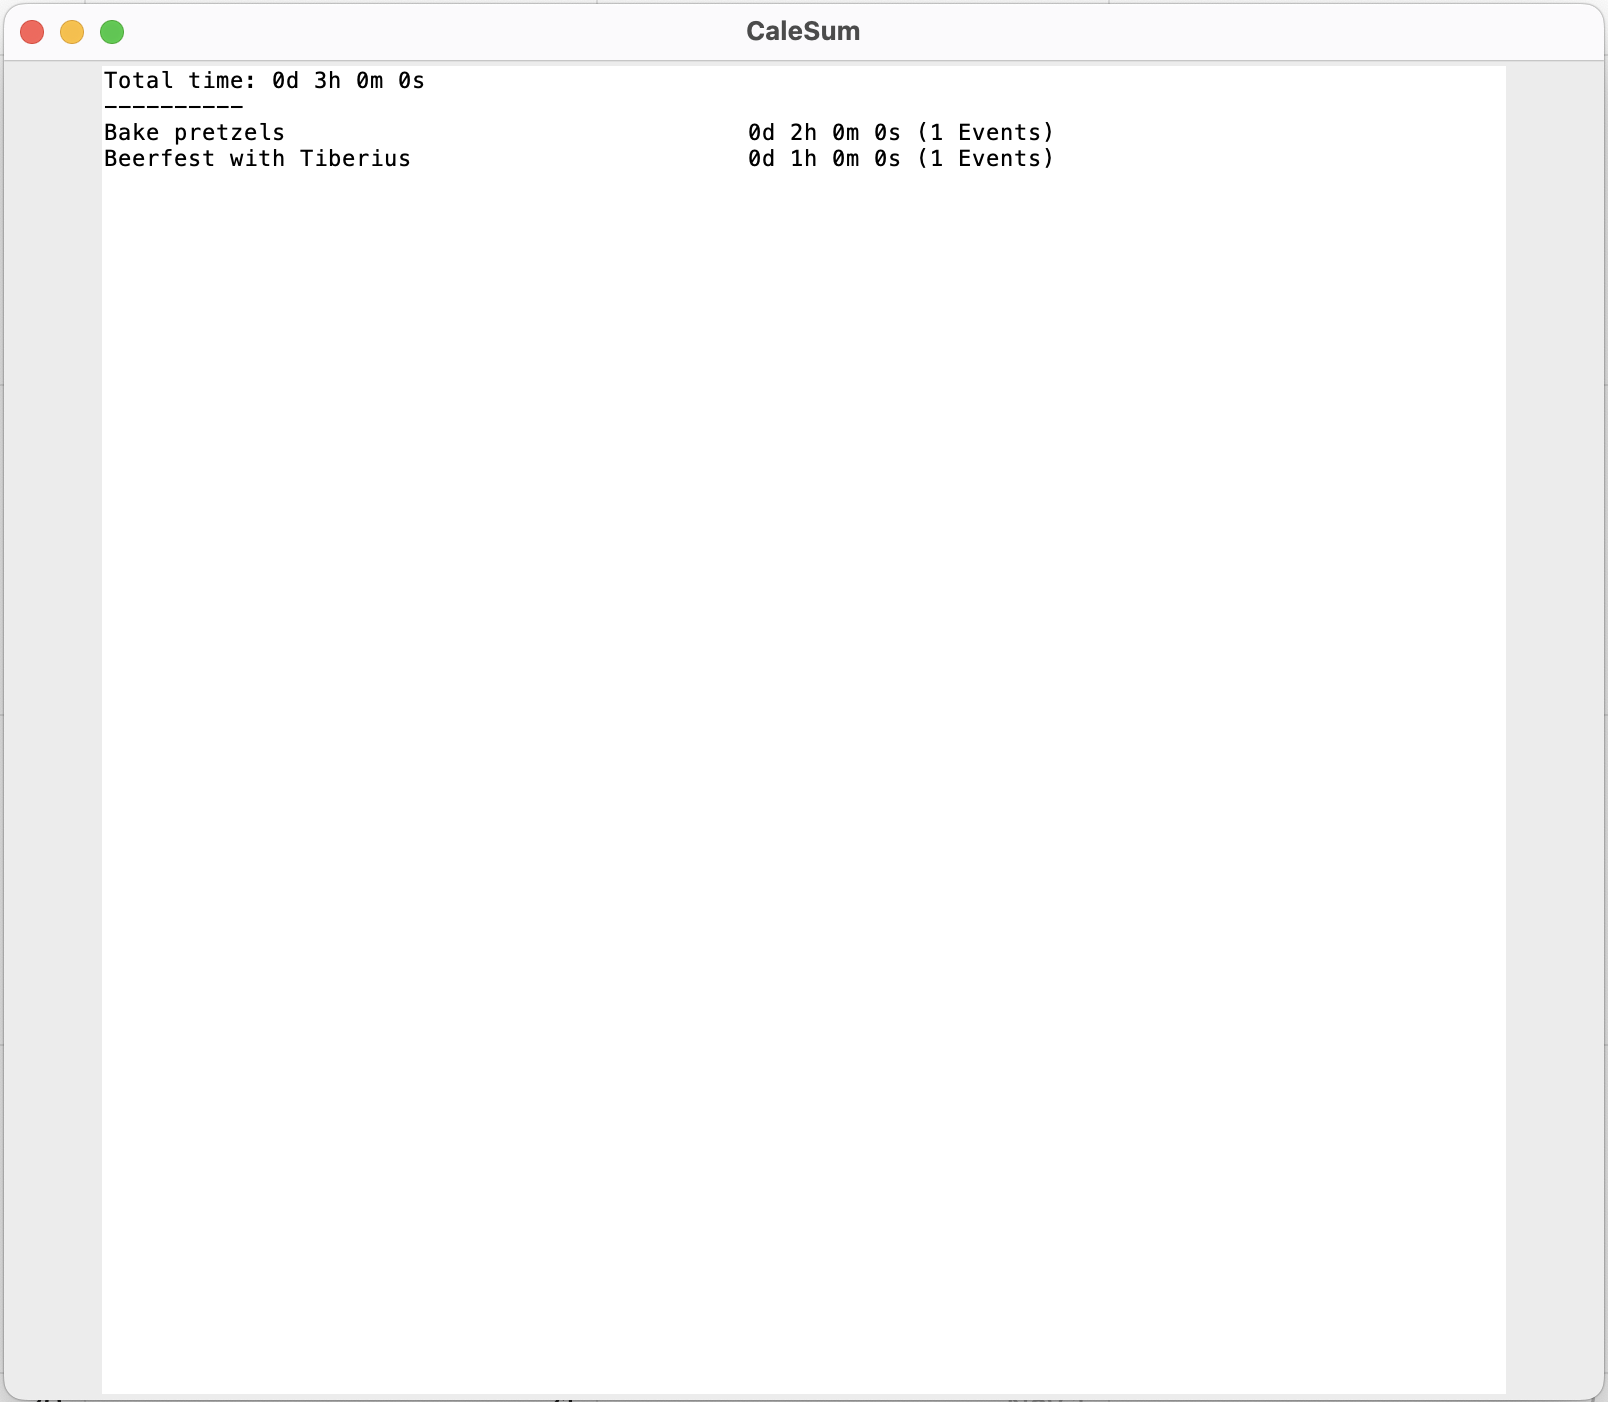 CaleSum
Total time: 0d 3h 0m 0s
----------
Bake pretzels                                 0d 2h 0m 0s (1 Events)
Beerfest with Tiberius                        0d 1h 0m 0s (1 Events)